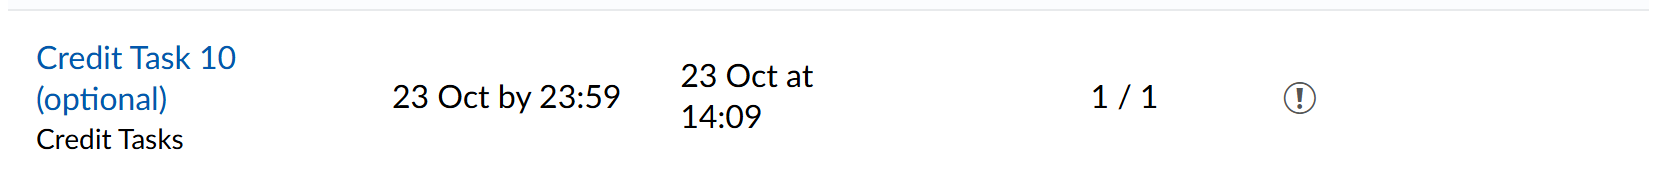 Credit Task 10
(optional)
Credit Tasks
23 Oct by 23:59
23 Oct at
14:09
1 / 1